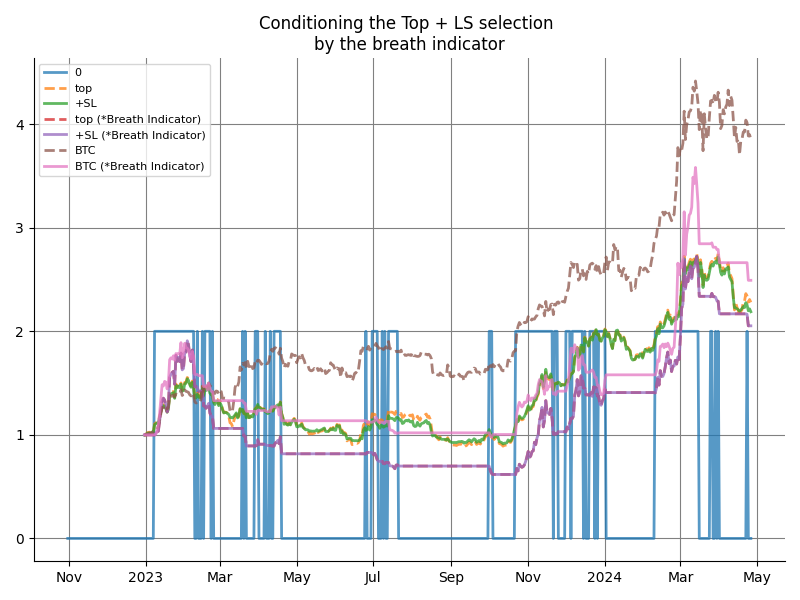 Conditioning the Top + LS selection
by the breath indicator
0
top
+SL
top (*Breath Indicator)
+SL (*Breath Indicator)
BTC
BTC (*Breath Indicator)
4
3
2
1
0
Nov 2023 Mar May Jul Sep Nov 2024 Mar May